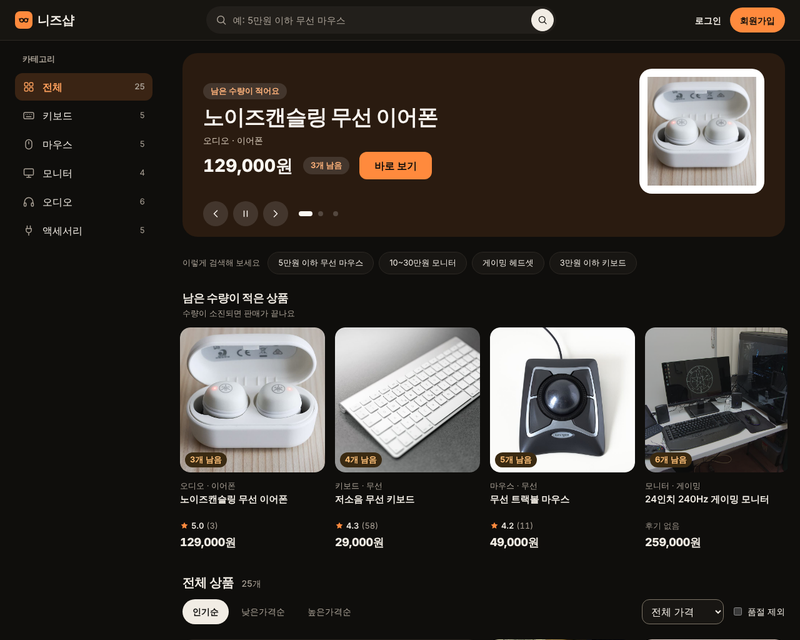 니즈샵
예: 5만원 이하 무선 마우스
로그인
회원가입
카테고리
전체 25
키보드 5
마우스 5
모니터 4
오디오 6
액세서리 5
남은 수량이 적어요
노이즈캔슬링 무선 이어폰
오디오 · 이어폰
129,000원 3개 남음 바로 보기
이렇게 검색해 보세요 5만원 이하 무선 마우스 10~30만원 모니터 게이밍 헤드셋 3만원 이하 키보드
남은 수량이 적은 상품
수량이 소진되면 판매가 끝나요
3개 남음
오디오 · 이어폰
노이즈캔슬링 무선 이어폰
★ 5.0 (3)
129,000원
4개 남음
키보드 · 무선
저소음 무선 키보드
★ 4.3 (58)
29,000원
5개 남음
마우스 · 무선
무선 트랙볼 마우스
★ 4.2 (11)
49,000원
6개 남음
모니터 · 게이밍
24인치 240Hz 게이밍 모니터
후기 없음
259,000원
전체 상품 25개
인기순 낮은가격순 높은가격순 전체 가격 품절 제외